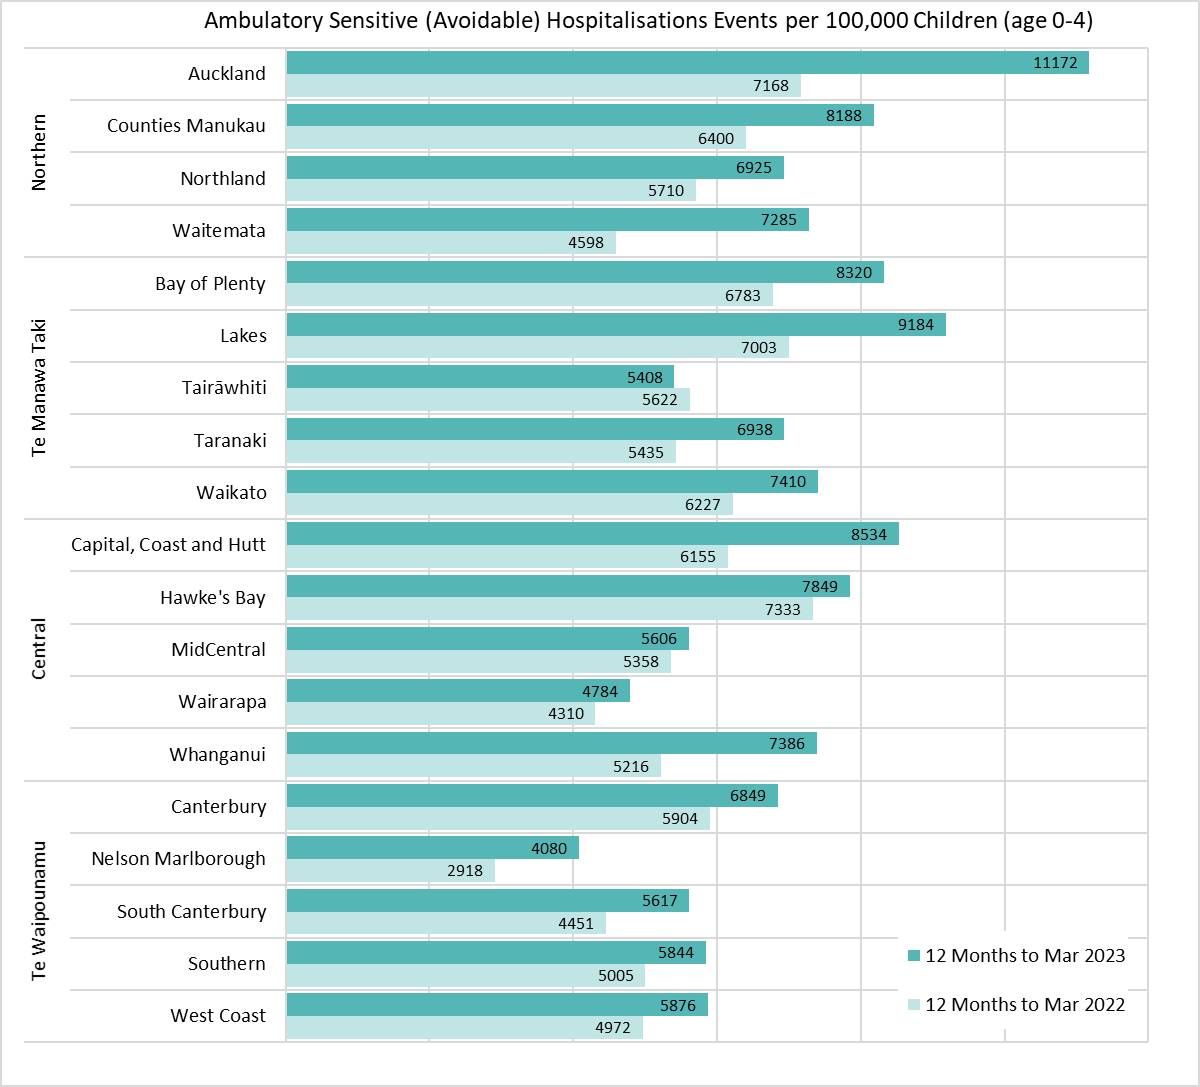 Ambulatory Sensitive (Avoidable) Hospitalisations Events per 100,000 Children (age 0-4)
Northern
Auckland
11172
7168
Counties Manukau
8188
6400
Northland
6925
5710
Waitemata
7285
4598
Te Manawa Taki
Bay of Plenty
8320
6783
Lakes
9184
7003
Tairāwhiti
5408
5622
Taranaki
6938
5435
Waikato
7410
6227
Central
Capital, Coast and Hutt
8534
6155
Hawke's Bay
7849
7333
MidCentral
5606
5358
Wairarapa
4784
4310
Whanganui
7386
5216
Te Waipounamu
Canterbury
6849
5904
Nelson Marlborough
4080
2918
South Canterbury
5617
4451
Southern
5844
5005
West Coast
5876
4972
12 Months to Mar 2023
12 Months to Mar 2022